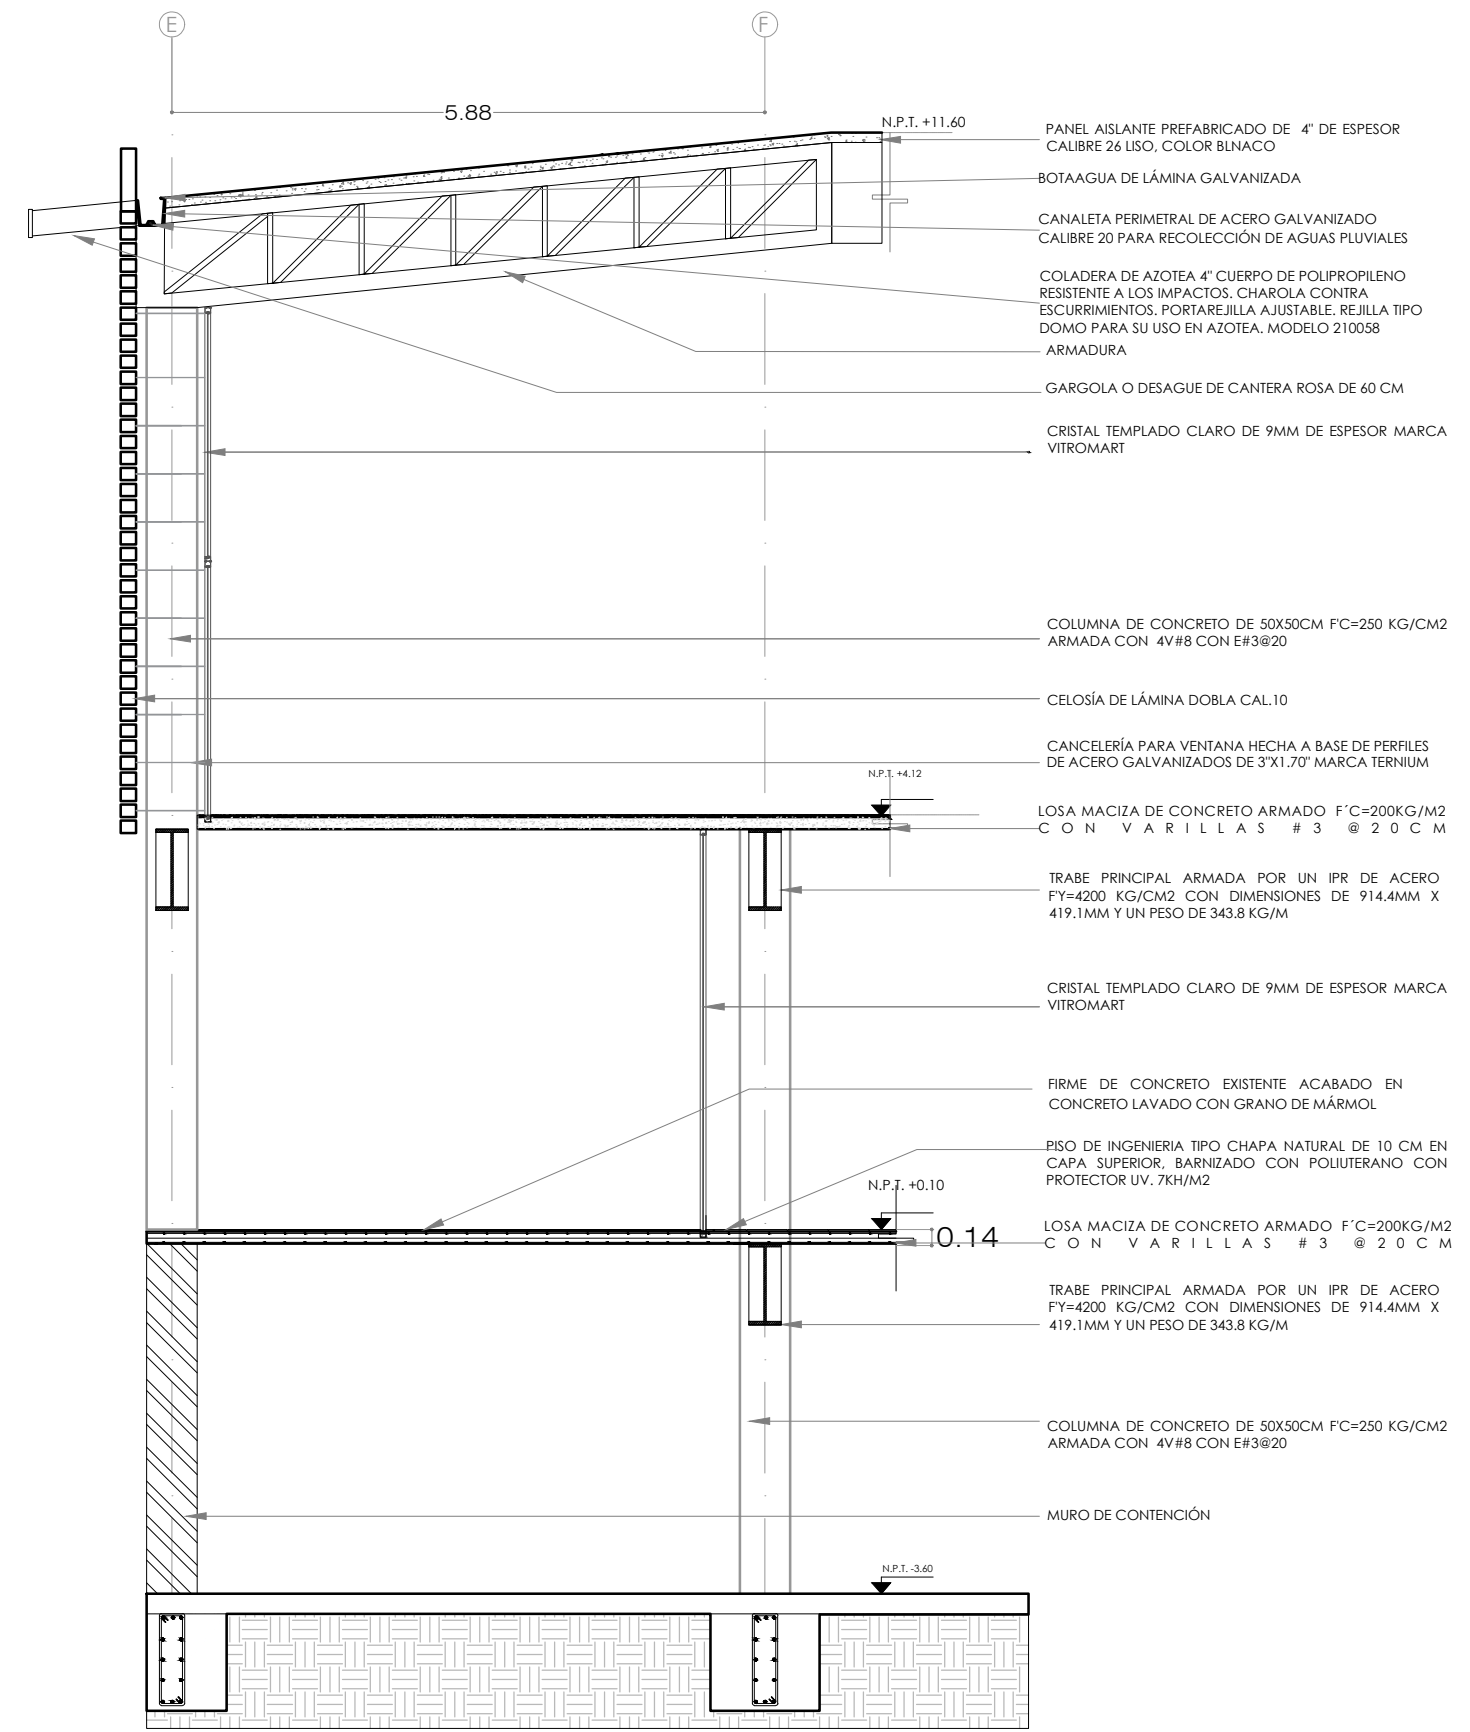 E
F
5.88
N.P.T. +11.60
PANEL AISLANTE PREFABRICADO DE 4" DE ESPESOR
CALIBRE 26 LISO, COLOR BLNACO
BOTAAGUA DE LÁMINA GALVANIZADA
CANALETA PERIMETRAL DE ACERO GALVANIZADO
CALIBRE 20 PARA RECOLECCIÓN DE AGUAS PLUVIALES
COLADERA DE AZOTEA 4" CUERPO DE POLIPROPILENO
RESISTENTE A LOS IMPACTOS. CHAROLA CONTRA
ESCURRIMIENTOS. PORTAREJILLA AJUSTABLE. REJILLA TIPO
DOMO PARA SU USO EN AZOTEA. MODELO 210058
ARMADURA
GARGOLA O DESAGUE DE CANTERA ROSA DE 60 CM
CRISTAL TEMPLADO CLARO DE 9MM DE ESPESOR MARCA
VITROMART
COLUMNA DE CONCRETO DE 50X50CM F'C=250 KG/CM2
ARMADA CON 4V#8 CON E#3@20
CELOSÍA DE LÁMINA DOBLA CAL.10
CANCELERÍA PARA VENTANA HECHA A BASE DE PERFILES
DE ACERO GALVANIZADOS DE 3"X1.70" MARCA TERNIUM
N.P.T. +4.12
LOSA MACIZA DE CONCRETO ARMADO F´C=200KG/M2
CON VARILLAS #3 @20CM
TRABE PRINCIPAL ARMADA POR UN IPR DE ACERO
F'Y=4200 KG/CM2 CON DIMENSIONES DE 914.4MM X
419.1MM Y UN PESO DE 343.8 KG/M
CRISTAL TEMPLADO CLARO DE 9MM DE ESPESOR MARCA
VITROMART
FIRME DE CONCRETO EXISTENTE ACABADO EN
CONCRETO LAVADO CON GRANO DE MÁRMOL
PISO DE INGENIERIA TIPO CHAPA NATURAL DE 10 CM EN
CAPA SUPERIOR, BARNIZADO CON POLIUTERANO CON
PROTECTOR UV. 7KH/M2
N.P.T. +0.10
0.14
LOSA MACIZA DE CONCRETO ARMADO F´C=200KG/M2
CON VARILLAS #3 @20CM
TRABE PRINCIPAL ARMADA POR UN IPR DE ACERO
F'Y=4200 KG/CM2 CON DIMENSIONES DE 914.4MM X
419.1MM Y UN PESO DE 343.8 KG/M
COLUMNA DE CONCRETO DE 50X50CM F'C=250 KG/CM2
ARMADA CON 4V#8 CON E#3@20
MURO DE CONTENCIÓN
N.P.T. -3.60